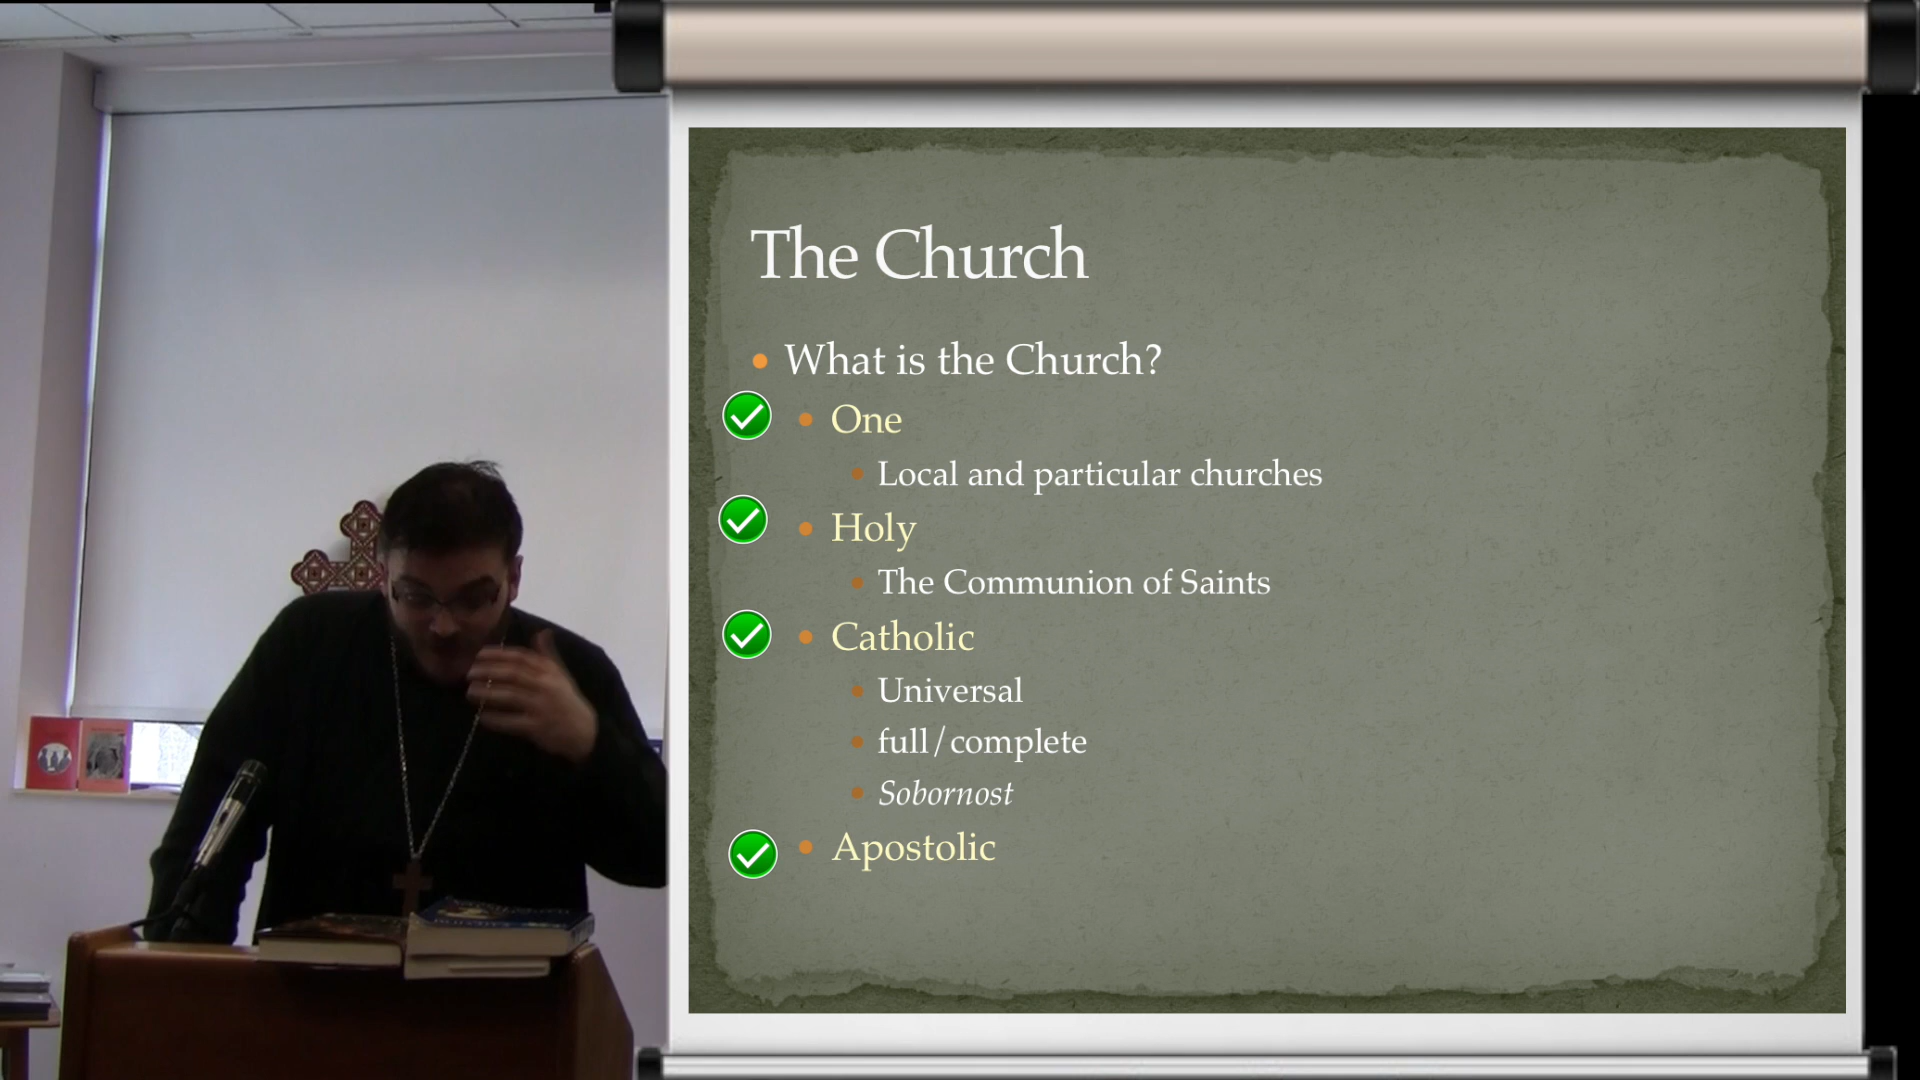 The Church
What is the Church?
One
Local and particular churches
Holy
The Communion of Saints
Catholic
Universal
full/complete
Sobornost
Apostolic